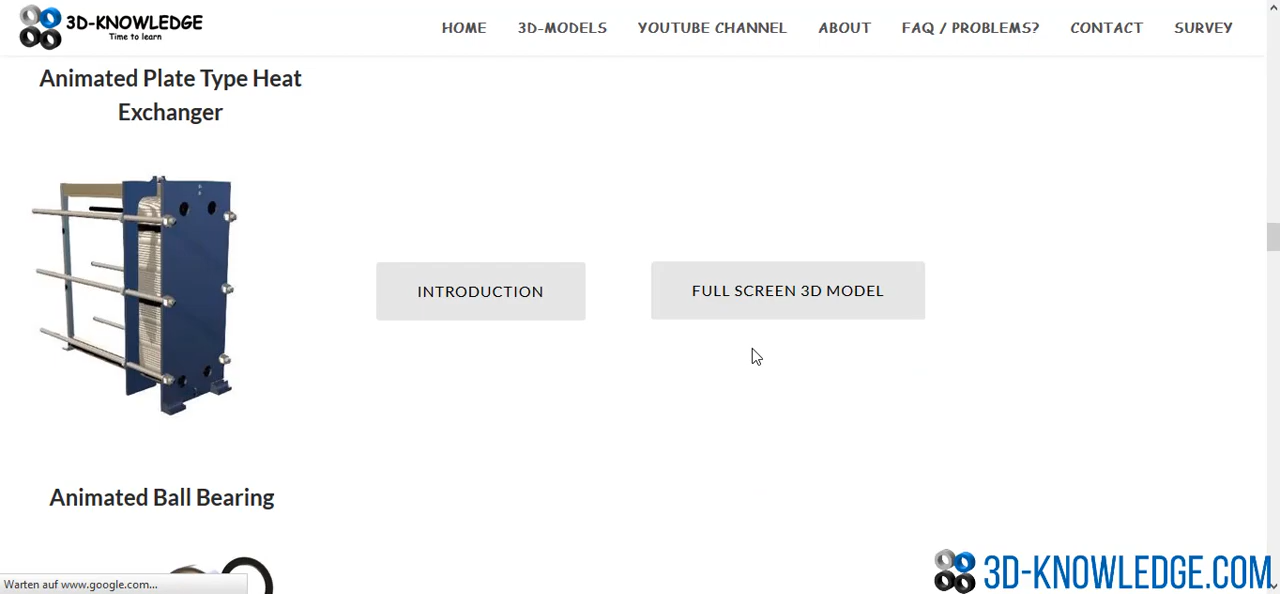 3D-KNOWLEDGE
Time to learn
HOME 3D-MODELS YOUTUBE CHANNEL ABOUT FAQ / PROBLEMS? CONTACT SURVEY
Animated Plate Type Heat
Exchanger
INTRODUCTION
FULL SCREEN 3D MODEL
Animated Ball Bearing
Warten auf www.google.com...
3D-KNOWLEDGE.COM